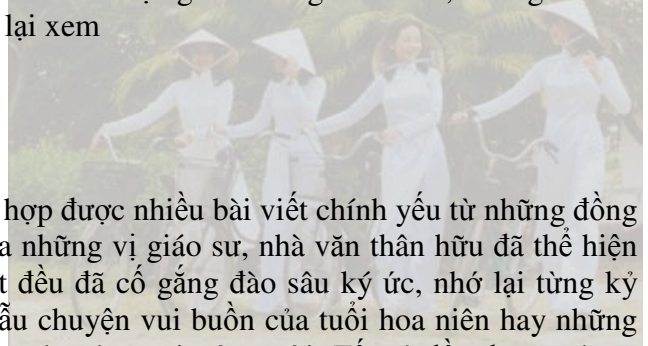 lại xem
hợp được nhiều bài viết chính yếu từ những đồng
những vị giáo sư, nhà văn thân hữu đã thể hiện
đều đã cố gắng đào sâu ký ức, nhớ lại từng kỷ
chuyện vui buồn của tuổi hoa niên hay những